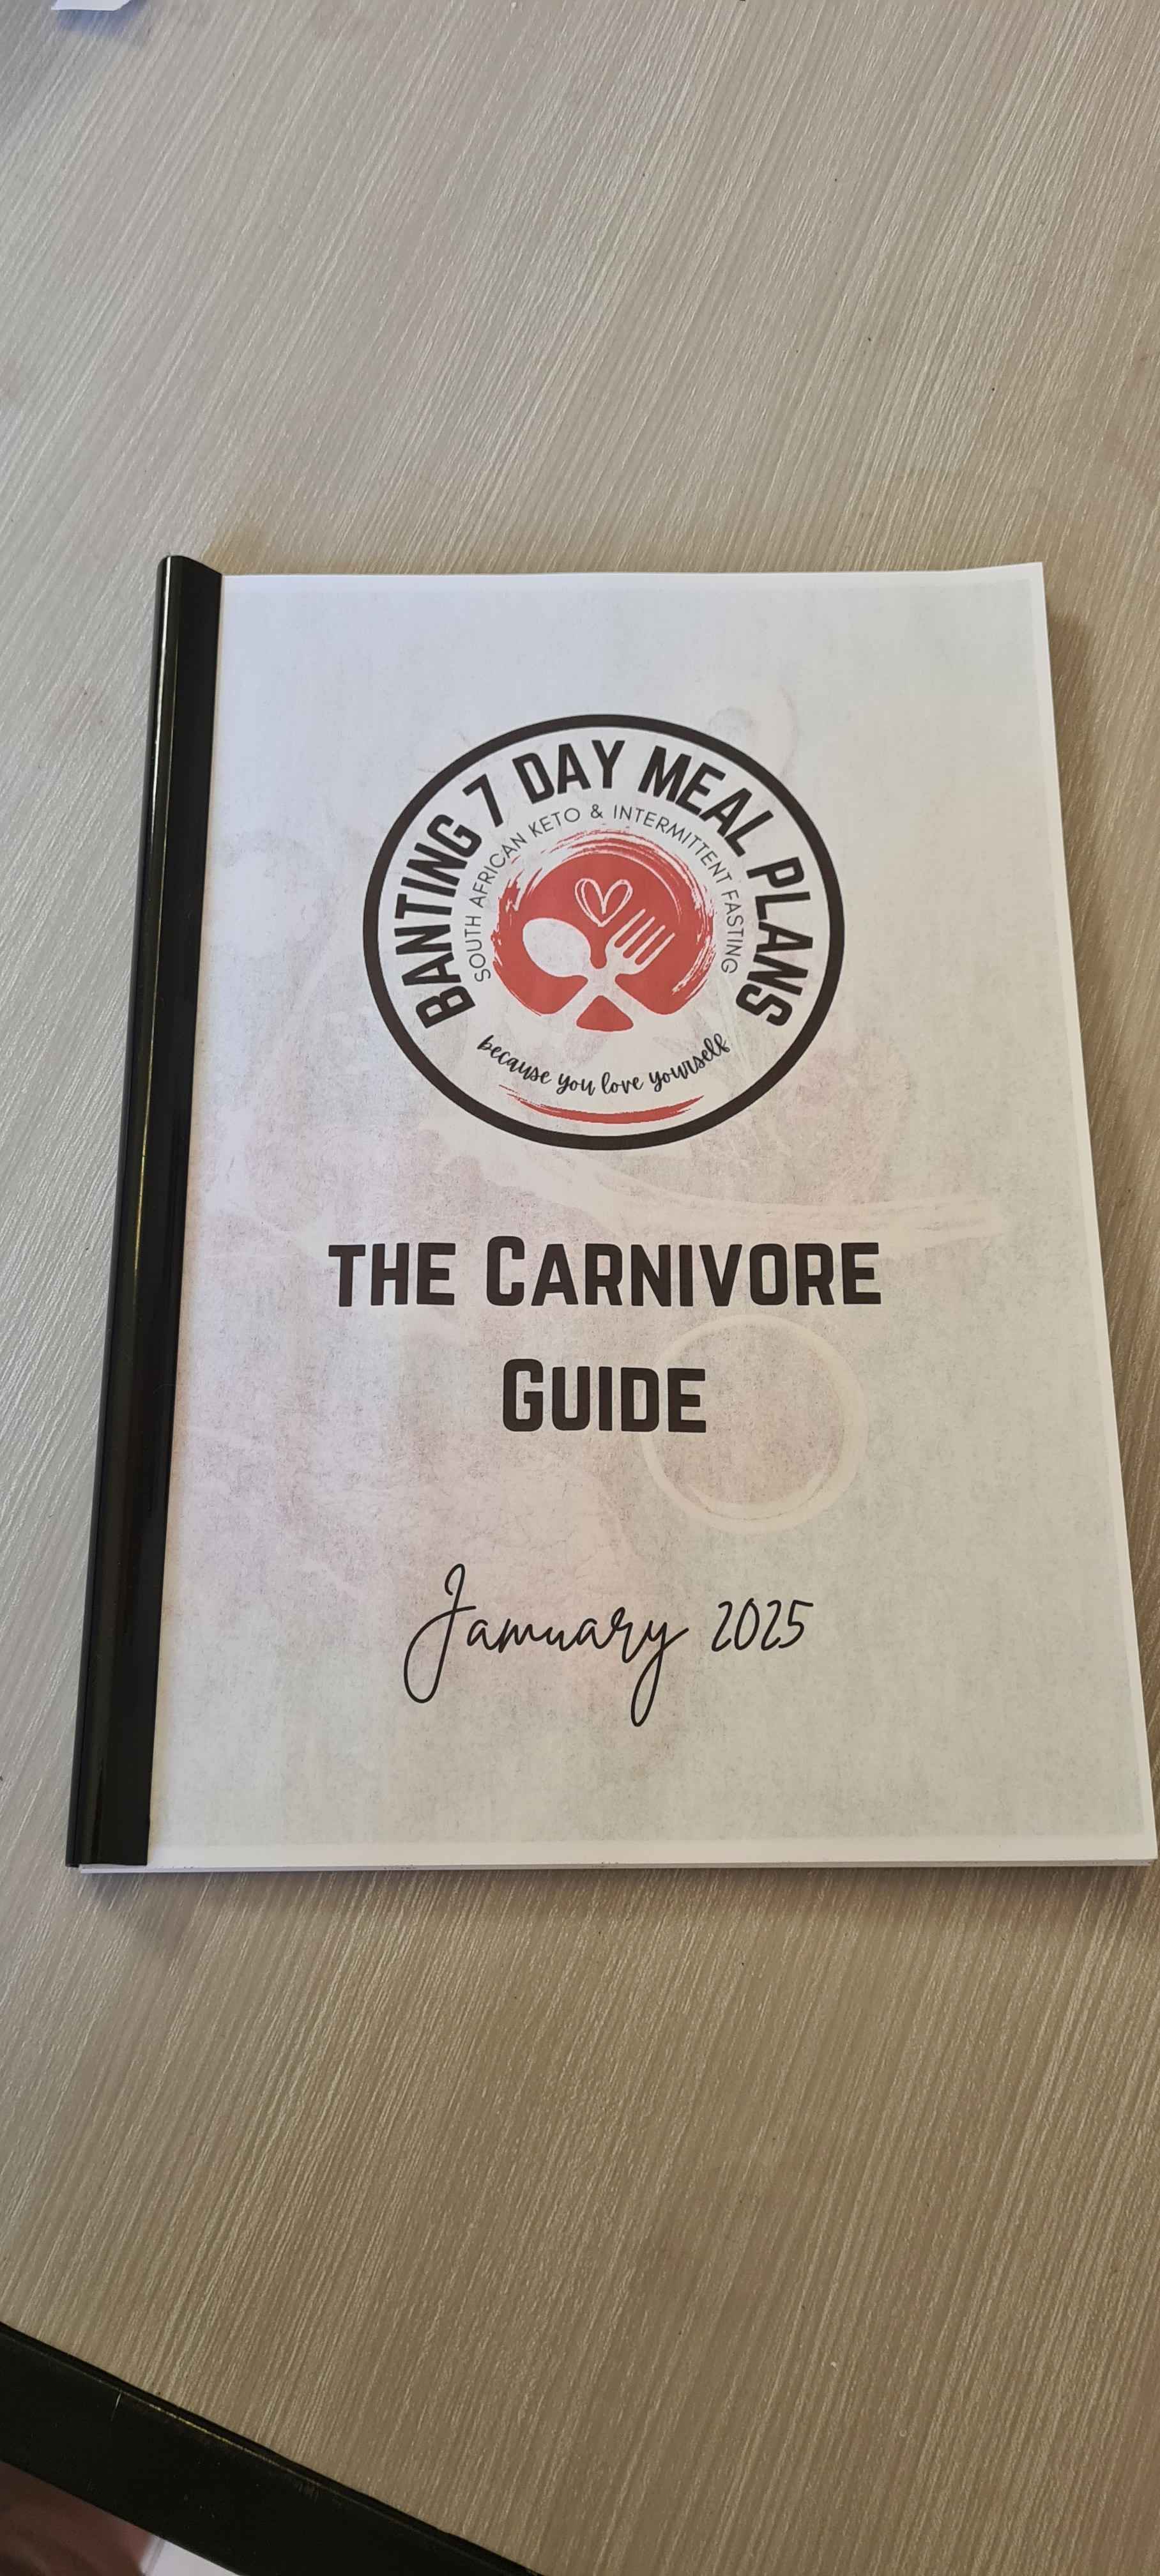 BANTING 7 DAY MEAL PLANS
SOUTH AFRICAN KETO & INTERMITTENT FASTING
because you love yourself
THE CARNIVORE
GUIDE
January 2025